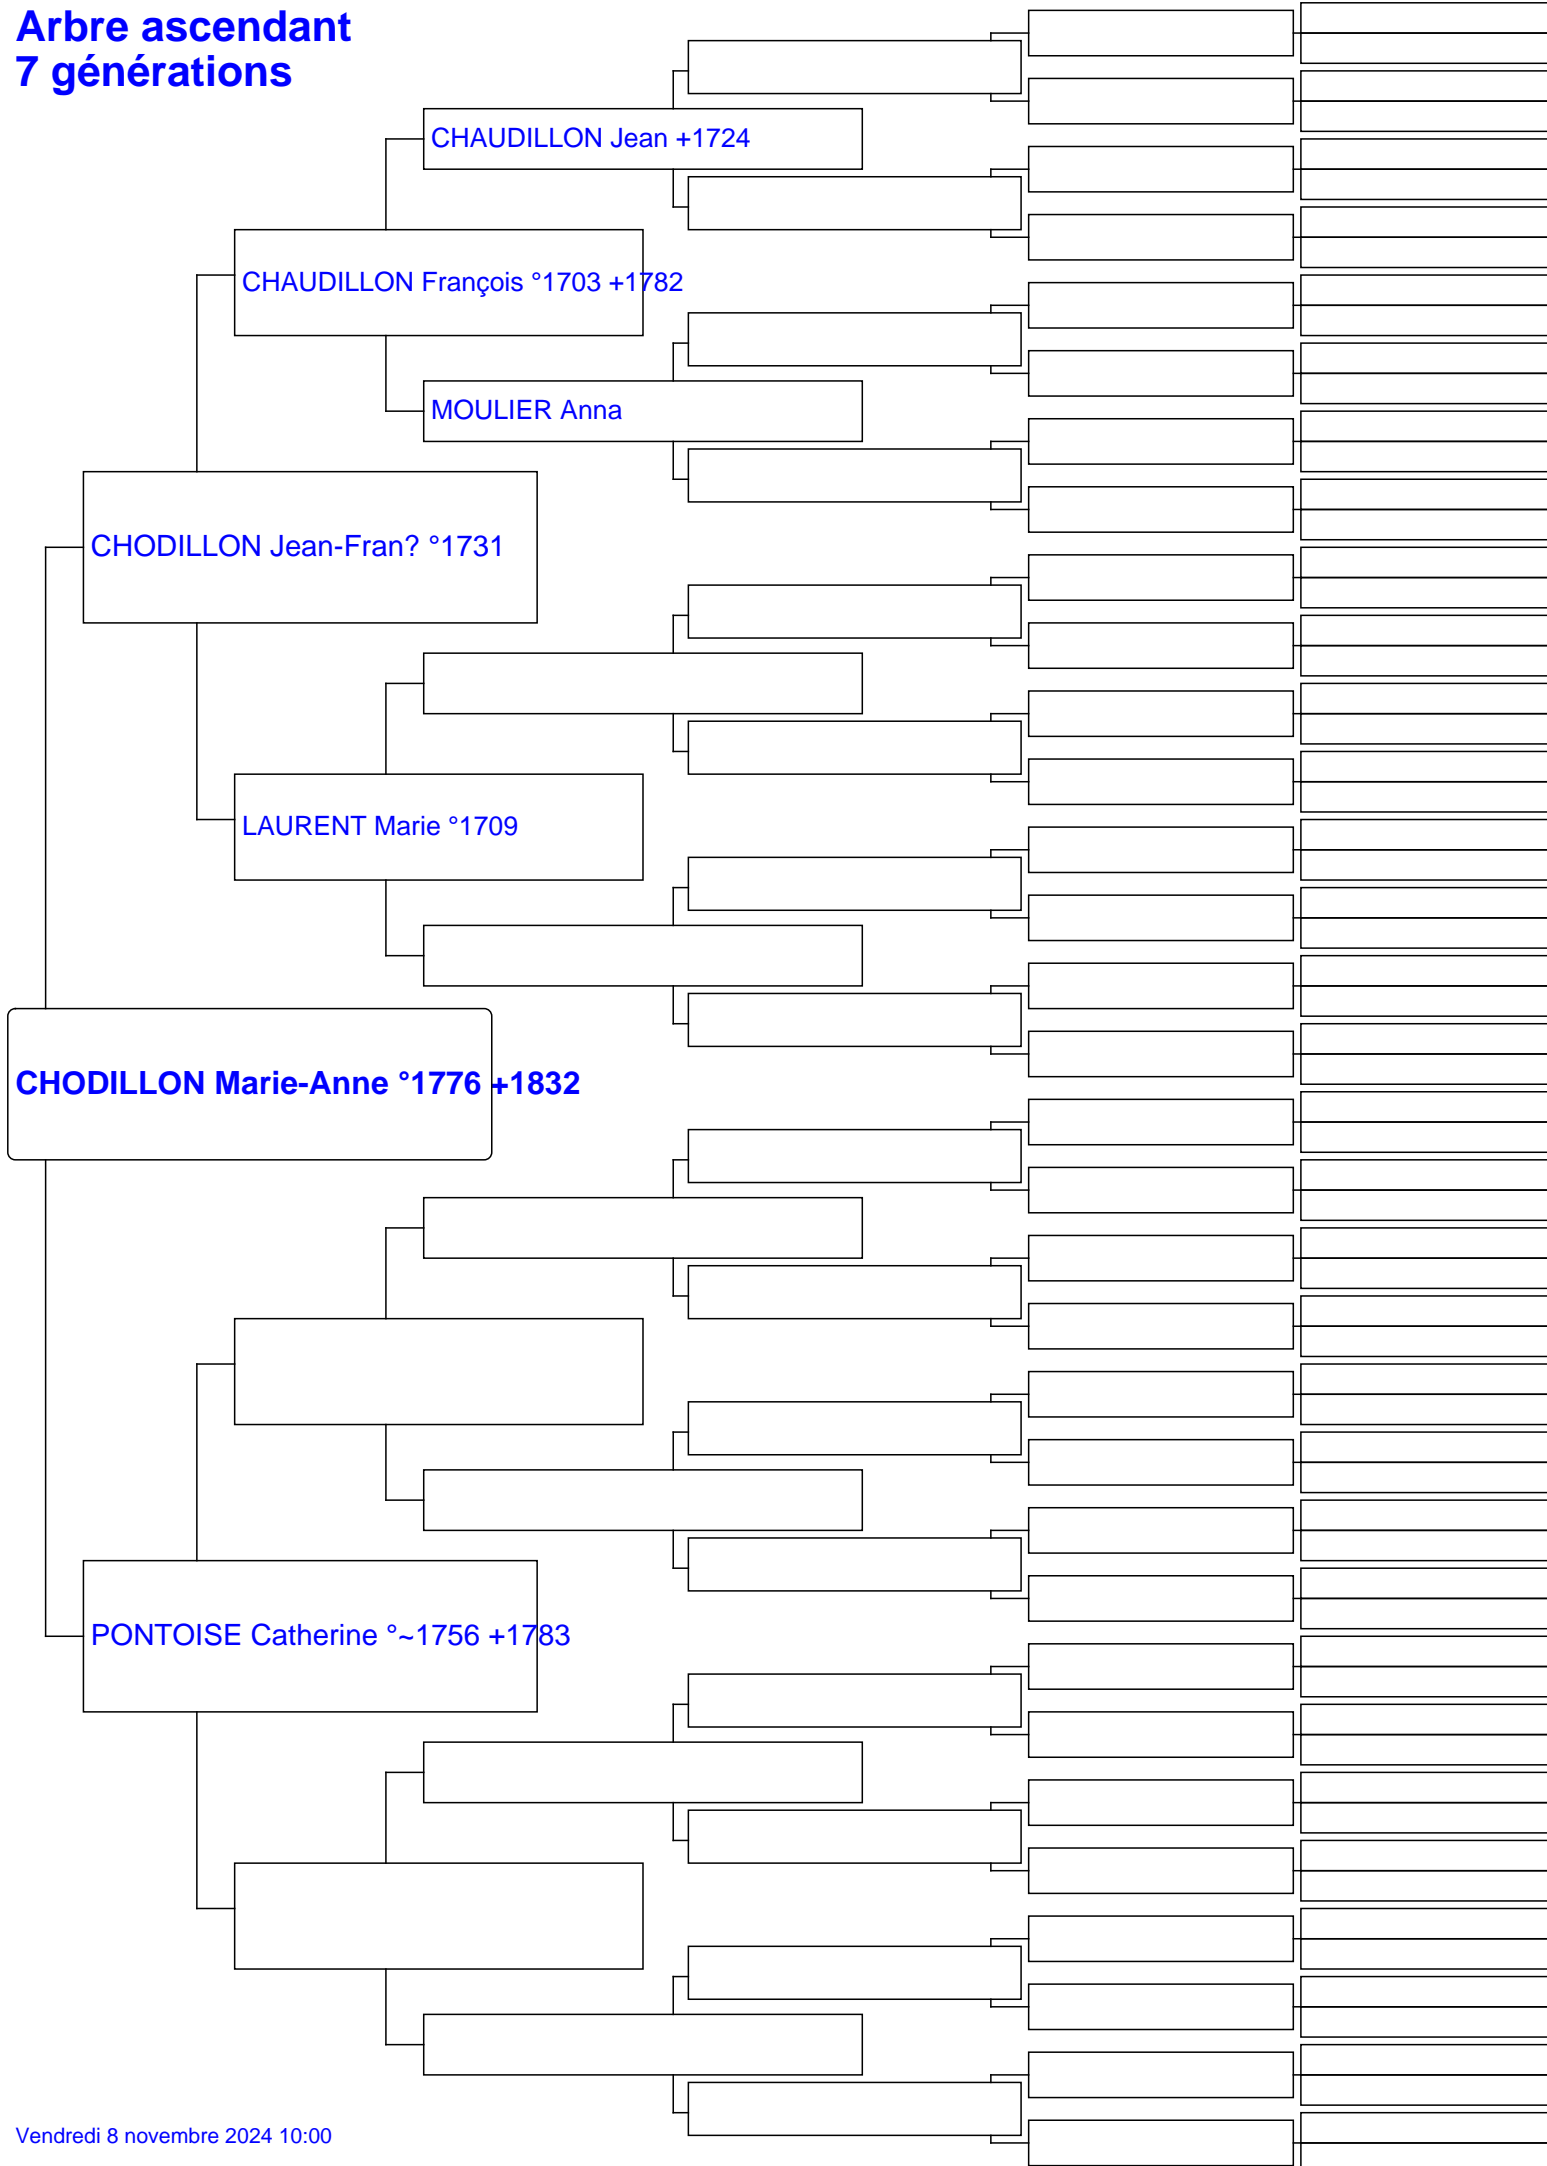 Arbre ascendant
7 générations
CHAUDILLON Jean +1724
CHAUDILLON François °1703 +1782
MOULIER Anna
CHODILLON Jean-Fran? °1731
LAURENT Marie °1709
CHODILLON Marie-Anne °1776 +1832
PONTOISE Catherine °~1756 +1783
Vendredi 8 novembre 2024 10:00